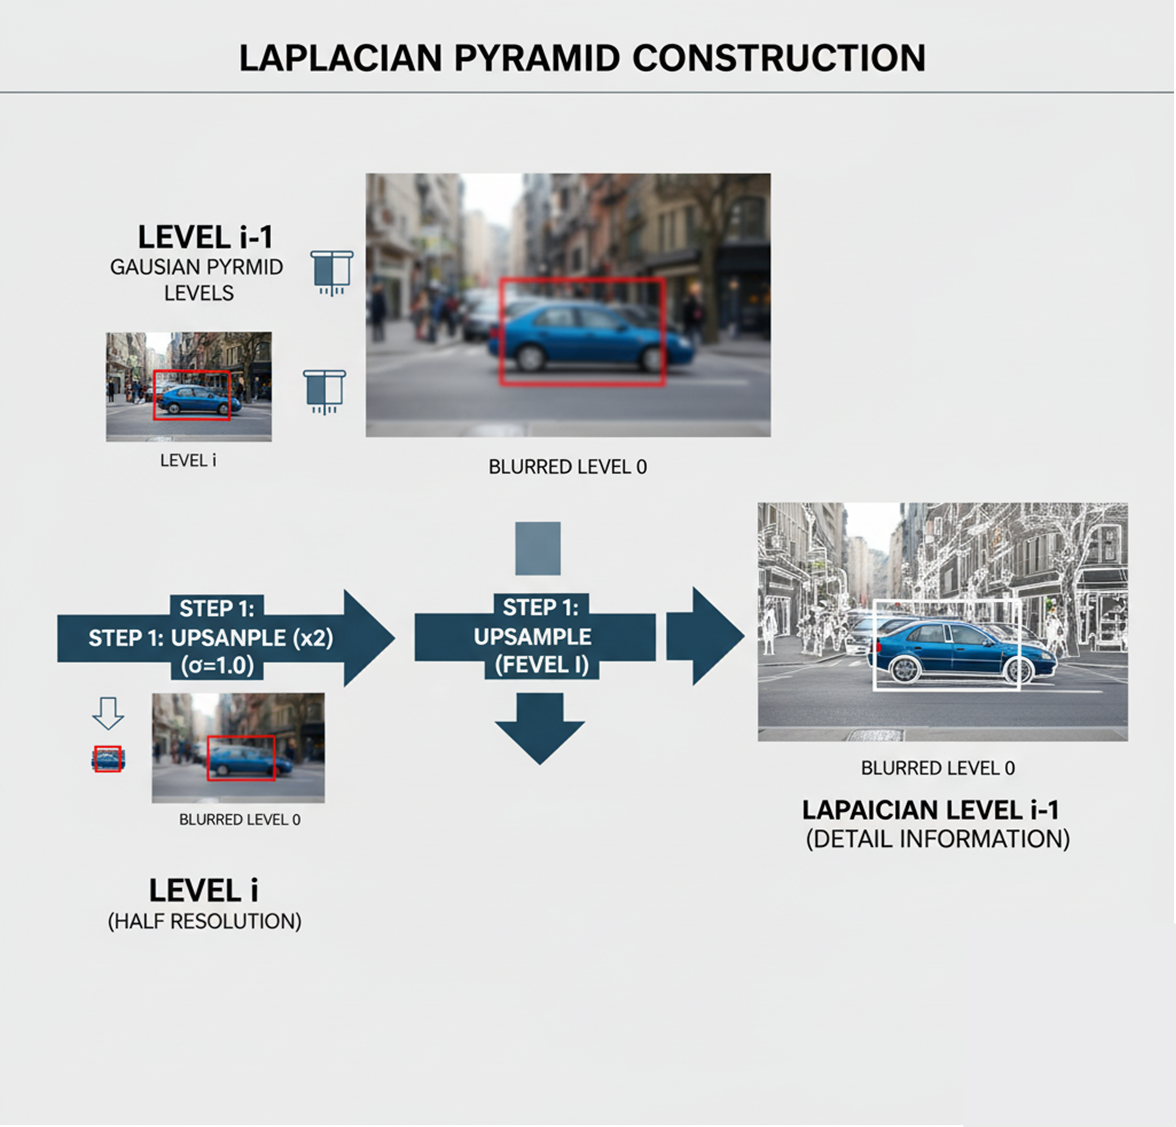 LAPLACIAN PYRAMID CONSTRUCTION
LEVEL i-1
GAUSIAN PYRMID
LEVELS
LEVEL i
BLURRED LEVEL 0
STEP 1:
STEP 1: UPSANPLE (x2)
(σ=1.0)
STEP 1:
UPSAMPLE
(FEVEL I)
BLURRED LEVEL 0
LEVEL i
(HALF RESOLUTION)
BLURRED LEVEL 0
LAPAICIAN LEVEL i-1
(DETAIL INFORMATION)